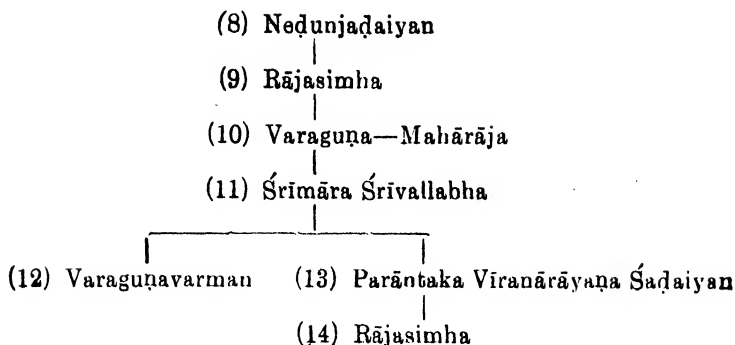 (8) Neḍunjaḍaiyan
(9) Rājasimha
(10) Varaguṇa—Mahārāja
(11) Śrīmāra Śrīvallabha
(12) Varaguṇavarman (13) Parāntaka Vīranārāyaṇa Śaḍaiyan
(14) Rājasimha